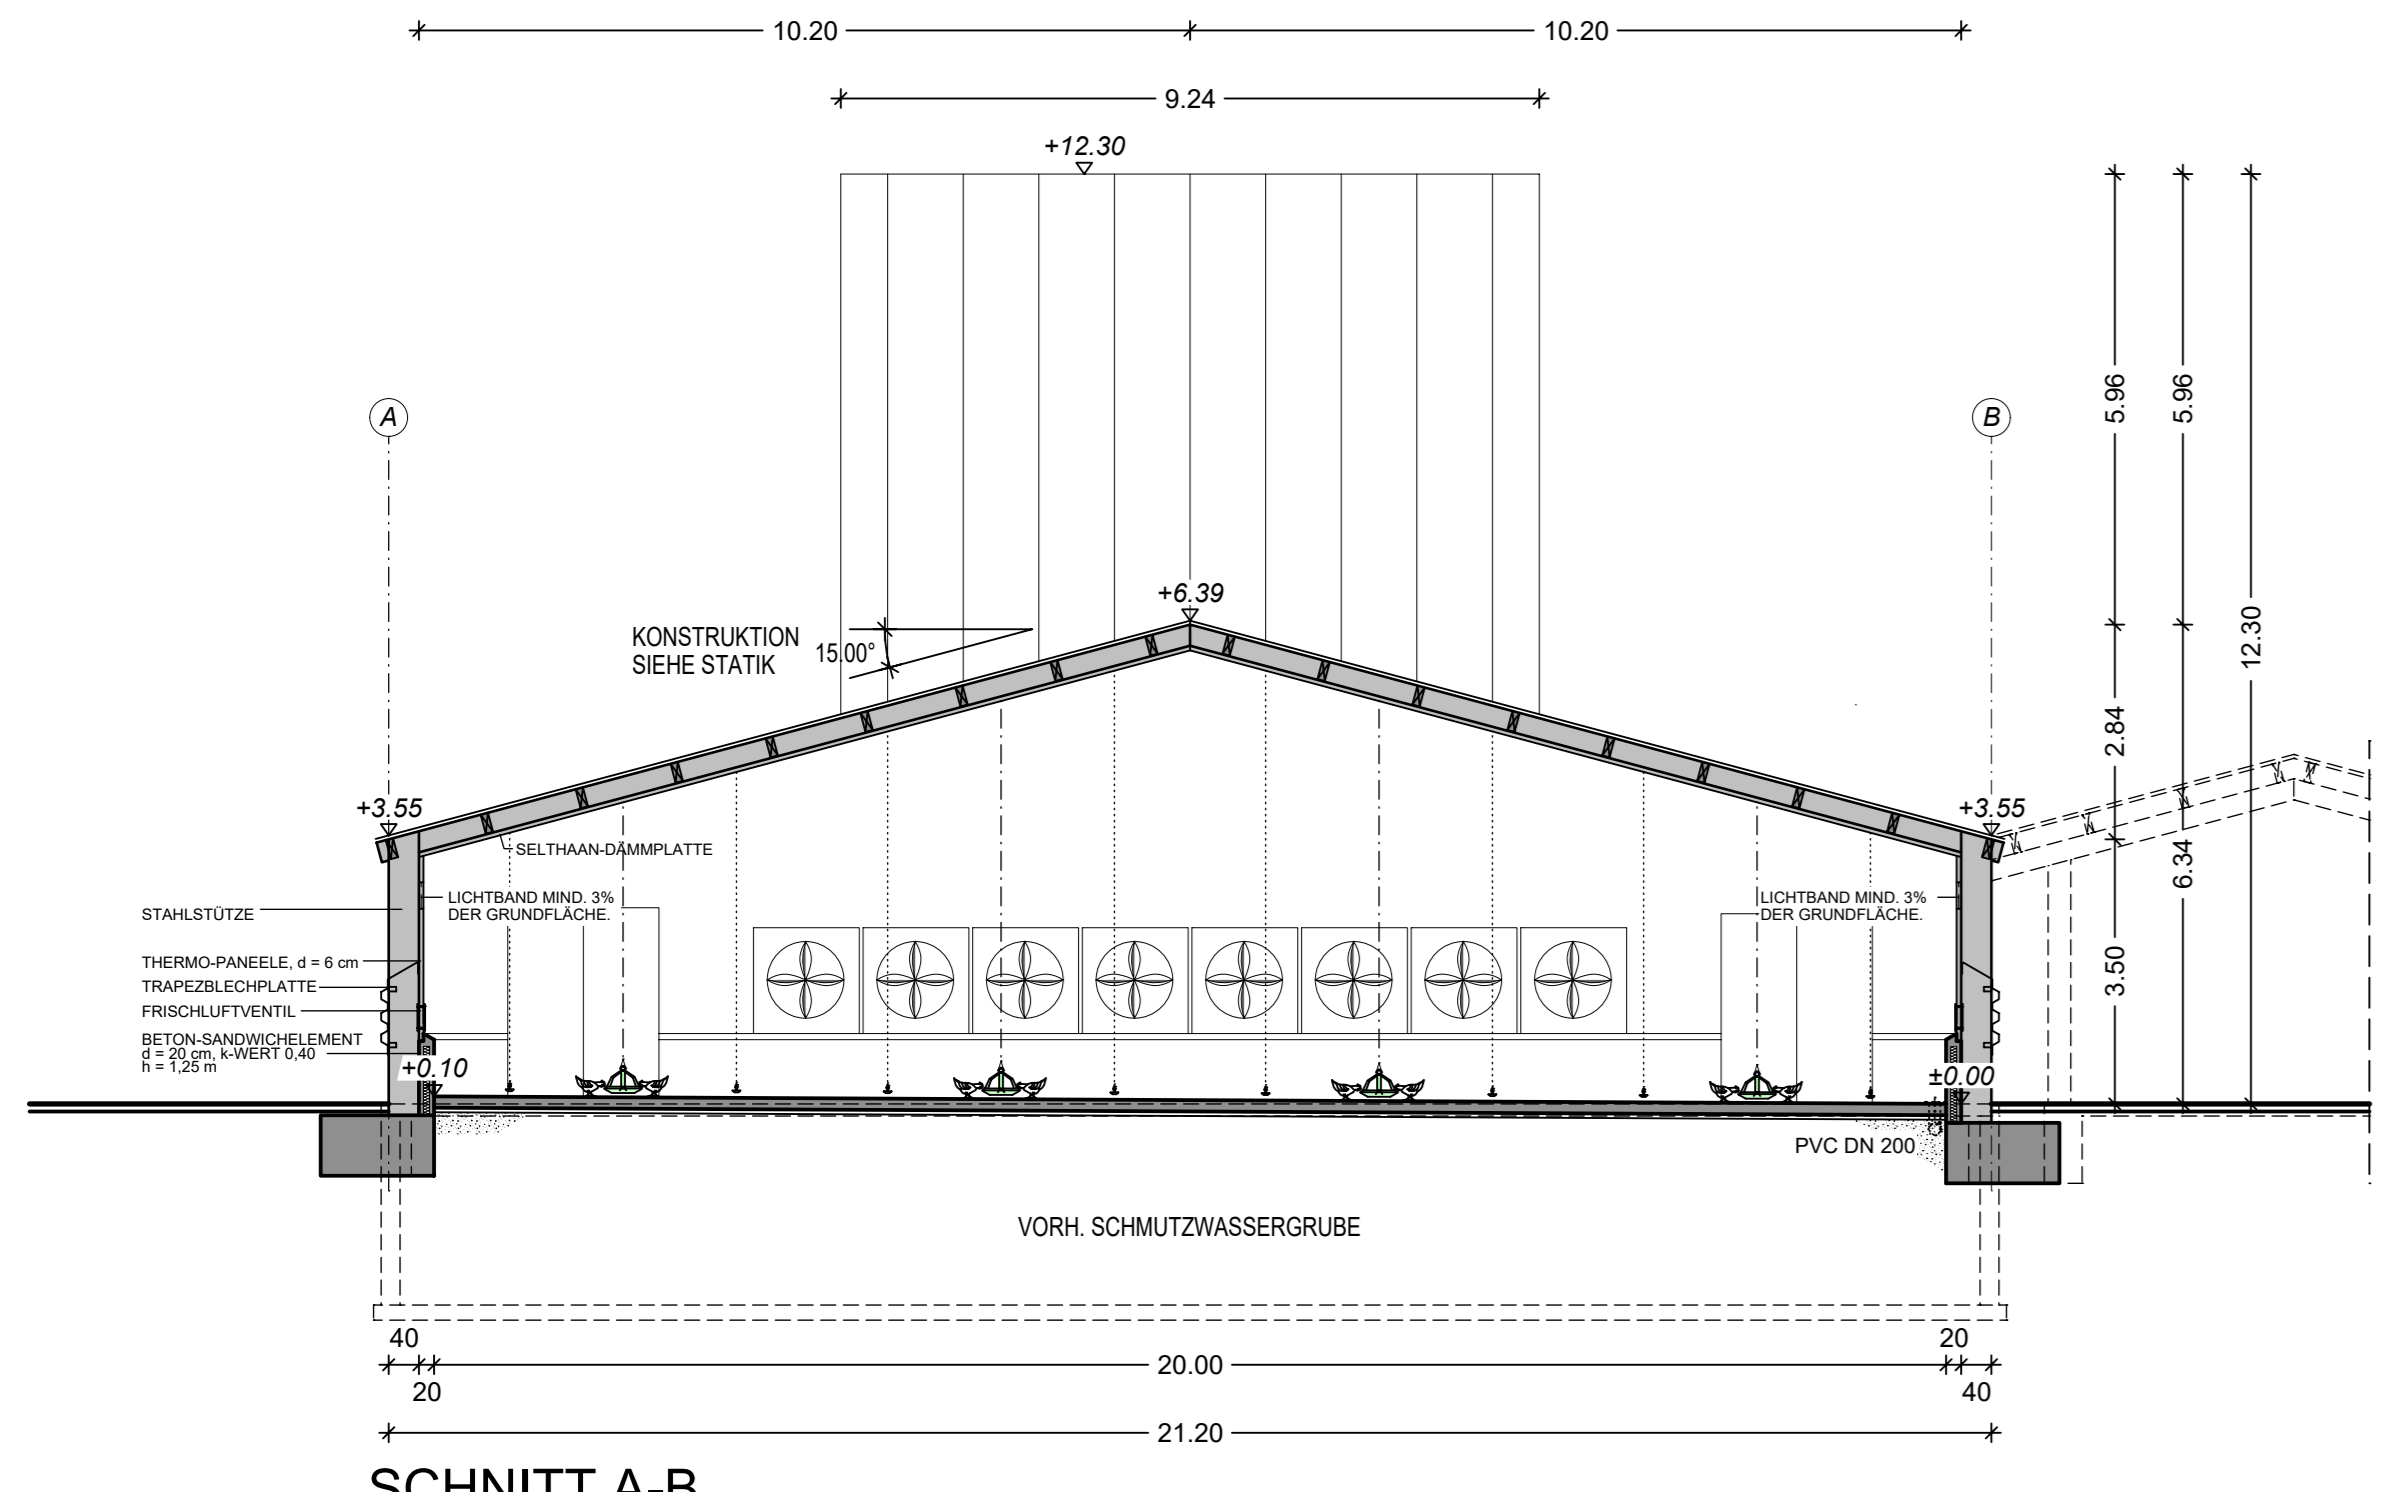 10.20
10.20
9.24
+12.30
A
B
5.96
5.96
12.30
+6.39
KONSTRUKTION
SIEHE STATIK
15.00°
2.84
+3.55
+3.55
SELTHAAN-DÄMMPLATTE
6.34
LICHTBAND MIND. 3%
DER GRUNDFLÄCHE.
LICHTBAND MIND. 3%
DER GRUNDFLÄCHE.
STAHLSTÜTZE
THERMO-PANEELE, d = 6 cm
3.50
TRAPEZBLECHPLATTE
FRISCHLUFTVENTIL
BETON-SANDWICHELEMENT
d = 20 cm, k-WERT 0,40
h = 1,25 m
+0.10
±0.00
PVC DN 200
VORH. SCHMUTZWASSERGRUBE
40
20
20.00
20
40
21.20
SCHNITT A-B